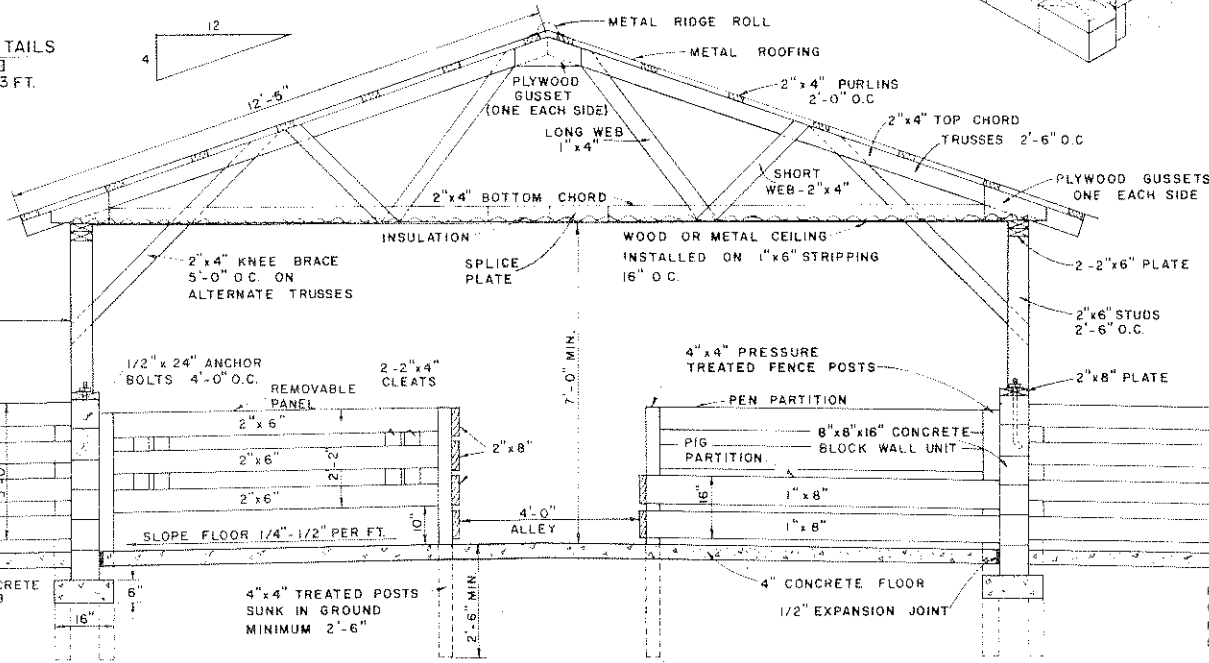 TAILS
3 FT.
12
4
12'-5"
METAL RIDGE ROLL
METAL ROOFING
PLYWOOD
GUSSET
(ONE EACH SIDE)
2"x4" PURLINS
2'-0" O.C
LONG WEB
1"x4"
2"x4" TOP CHORD
TRUSSES 2'-6" O.C
SHORT
WEB-2"x4"
PLYWOOD GUSSETS
ONE EACH SIDE
2"x4" BOTTOM CHORD
INSULATION
SPLICE
PLATE
WOOD OR METAL CEILING
INSTALLED ON 1"x6" STRIPPING
16" O.C.
2"x4" KNEE BRACE
5'-0" O.C. ON
ALTERNATE TRUSSES
2-2"x6" PLATE
2"x6" STUDS
2'-6" O.C.
1/2" x 24" ANCHOR
BOLTS 4'-0" O.C.
2-2"x4"
CLEATS
7'-0" MIN.
4"x4" PRESSURE
TREATED FENCE POSTS
2"x8" PLATE
REMOVABLE
PANEL
PEN PARTITION
2"x6"
2"x6"
2"x6"
2'-2"
2"x8"
8"x8"x16" CONCRETE
BLOCK WALL UNIT
PIG
PARTITION
16"
1"x8"
1"x8"
10"
4'-0"
ALLEY
SLOPE FLOOR 1/4"-1/2" PER FT.
6"
16"
4"x4" TREATED POSTS
SUNK IN GROUND
MINIMUM 2'-6"
2'-6" MIN.
4" CONCRETE FLOOR
1/2" EXPANSION JOINT